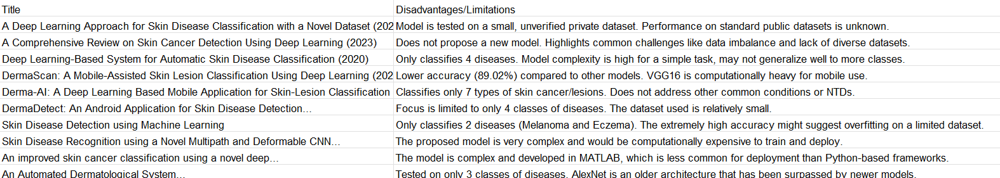 Title Disadvantages/Limitations
A Deep Learning Approach for Skin Disease Classification with a Novel Dataset (202 Model is tested on a small, unverified private dataset. Performance on standard public datasets is unknown.
A Comprehensive Review on Skin Cancer Detection Using Deep Learning (2023) Does not propose a new model. Highlights common challenges like data imbalance and lack of diverse datasets.
Deep Learning-Based System for Automatic Skin Disease Classification (2020) Only classifies 4 diseases. Model complexity is high for a simple task, may not generalize well to more classes.
DermaScan: A Mobile-Assisted Skin Lesion Classification Using Deep Learning (202 Lower accuracy (89.02%) compared to other models. VGG16 is computationally heavy for mobile use.
Derma-AI: A Deep Learning Based Mobile Application for Skin-Lesion Classification Classifies only 7 types of skin cancer/lesions. Does not address other common conditions or NTDs.
DermaDetect: An Android Application for Skin Disease Detection... Focus is limited to only 4 classes of diseases. The dataset used is relatively small.
Skin Disease Detection using Machine Learning Only classifies 2 diseases (Melanoma and Eczema). The extremely high accuracy might suggest overfitting on a limited dataset.
Skin Disease Recognition using a Novel Multipath and Deformable CNN... The proposed model is very complex and would be computationally expensive to train and deploy.
An improved skin cancer classification using a novel deep... The model is complex and developed in MATLAB, which is less common for deployment than Python-based frameworks.
An Automated Dermatological System... Tested on only 3 classes of diseases. AlexNet is an older architecture that has been surpassed by newer models.